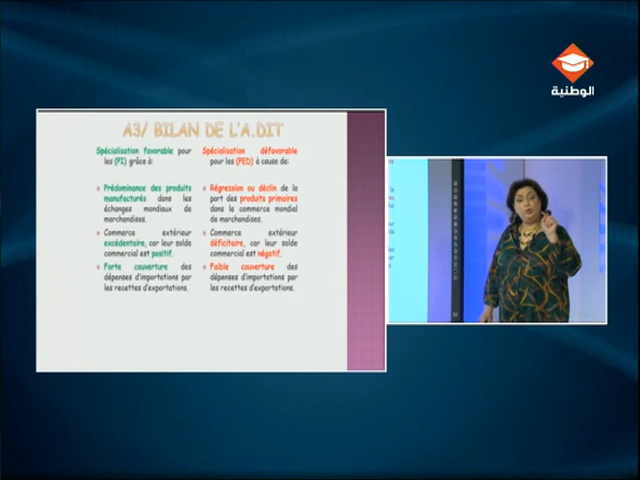 الوطنية
A3/ BILAN DE L'A.DIT
Spécialisation favorable pour
les (PI) grâce à:
Prédominance des produits
manufacturés dans les
échanges mondiaux de
marchandises.
Commerce extérieur
excédentaire, car leur solde
commercial est positif.
Forte couverture des
dépenses d'importations par
les recettes d'exportations.
Spécialisation défavorable
pour les (PED) à cause de:
Régression ou déclin de la
part des produits primaires
dans le commerce mondial
de marchandises.
Commerce extérieur
déficitaire, car leur solde
commercial est négatif.
Faible couverture des
dépenses d'importations par
les recettes d'exportations.